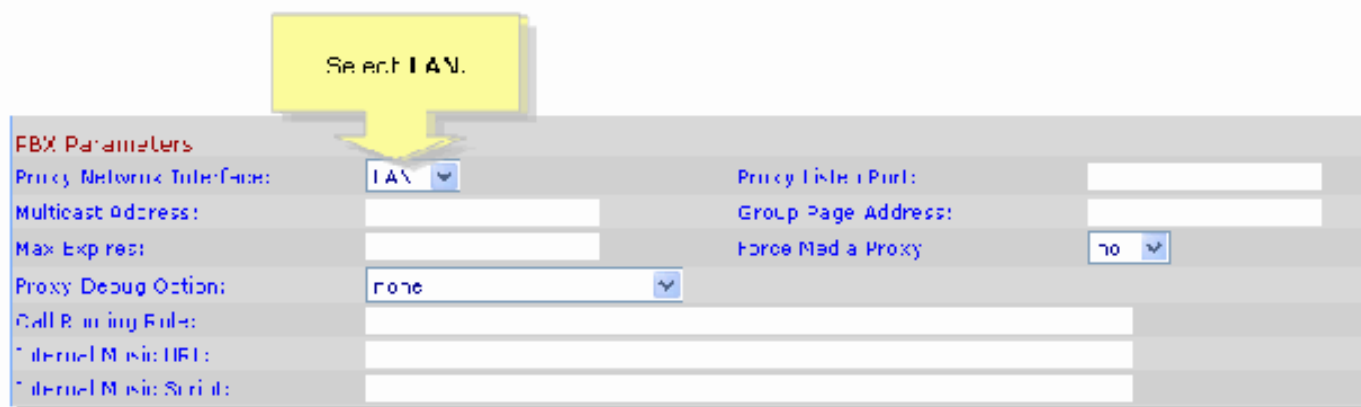 Select LAN.
PBX Parameters
Proxy Network Interface: LAN Proxy Listen Port:
Multicast Address: Group Page Address:
Max Expires: Force Media Proxy no
Proxy Debug Option: none
Call Routing Rule:
Internal Music URL:
Internal Music Script: